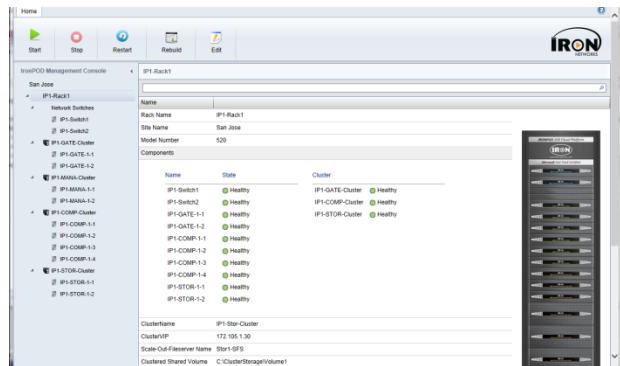 Home
Start
Stop
Restart
Rebuild
Edit
IRON
NETWORKS
IronPOD Management Console
IP1-Rack1
San Jose
IP1-Rack1
Network Switches
IP1-Switch1
IP1-Switch2
IP1-GATE-Cluster
IP1-GATE-1-1
IP1-GATE-1-2
IP1-MANA-Cluster
IP1-MANA-1-1
IP1-MANA-1-2
IP1-COMP-Cluster
IP1-COMP-1-1
IP1-COMP-1-2
IP1-COMP-1-3
IP1-COMP-1-4
IP1-STOR-Cluster
IP1-STOR-1-1
IP1-STOR-1-2
Name
Rack Name IP1-Rack1
Site Name San Jose
Model Number 520
Components
Name State Cluster
IP1-Switch1 Healthy IP1-GATE-Cluster Healthy
IP1-Switch2 Healthy IP1-COMP-Cluster Healthy
IP1-GATE-1-1 Healthy IP1-STOR-Cluster Healthy
IP1-GATE-1-2 Healthy
IP1-COMP-1-1 Healthy
IP1-COMP-1-2 Healthy
IP1-COMP-1-3 Healthy
IP1-COMP-1-4 Healthy
IP1-STOR-1-1 Healthy
IP1-STOR-1-2 Healthy
ClusterName IP1-Stor-Cluster
ClusterVIP 172.105.1.30
Scale-Out-Fileserver Name Stor1-SFS
Clustered Shared Volume C:\ClusterStorage\Volume1
IRON